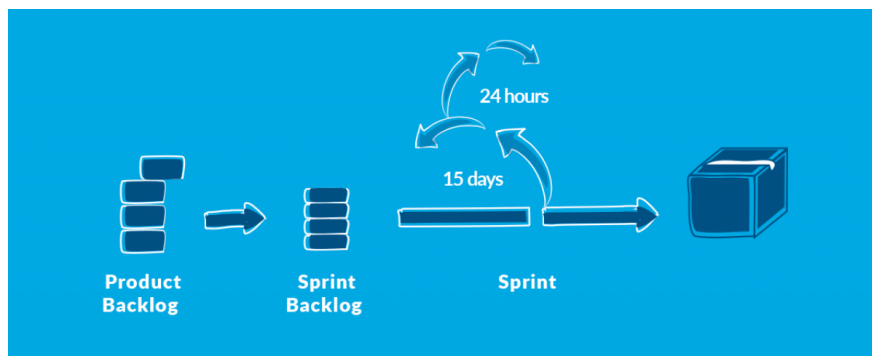 24 hours
15 days
Product
Backlog
Sprint
Backlog
Sprint